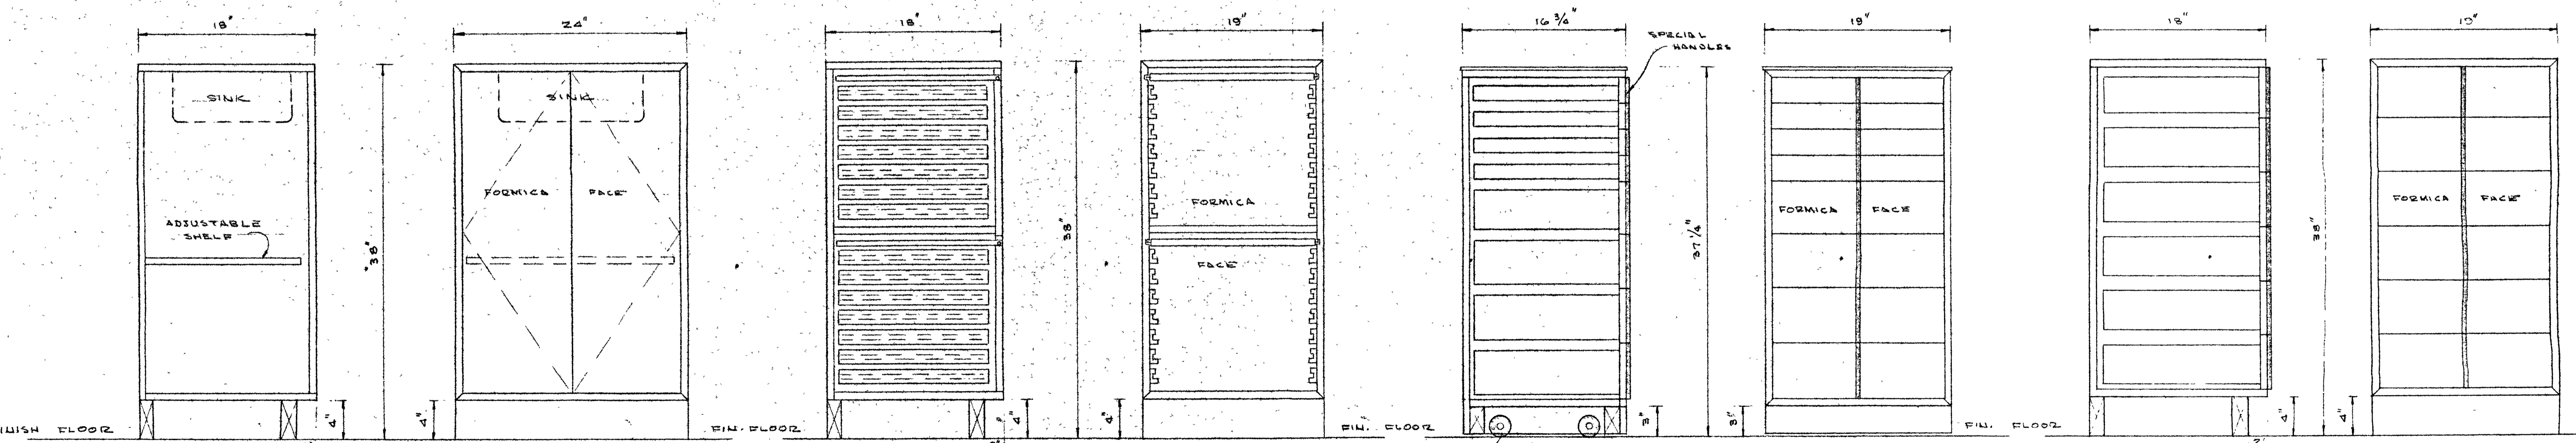 18"
24"
18"
19"
16 3/4"
19"
18"
19"
SPECIAL
HANDLES
SINK
SINK
FORMICA FACE
ADJUSTABLE
SHELF
38"
FORMICA
FACE
38"
FORMICA FACE
37 1/4"
FORMICA FACE
38"
4"
4"
4"
4"
3"
3"
4"
4"
FINISH FLOOR
FIN. FLOOR
FIN. FLOOR
FIN. FLOOR